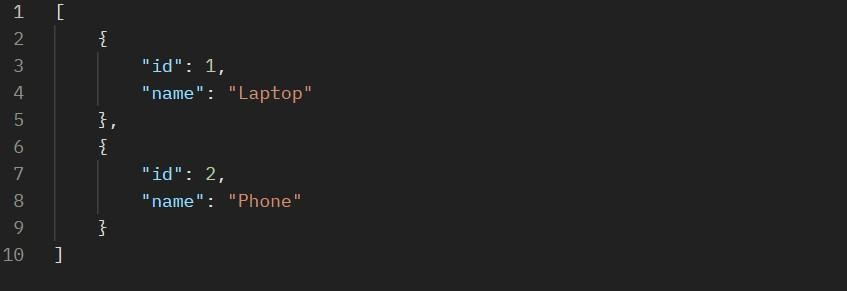 1 [
2     {
3         "id": 1,
4         "name": "Laptop"
5     },
6     {
7         "id": 2,
8         "name": "Phone"
9     }
10 ]